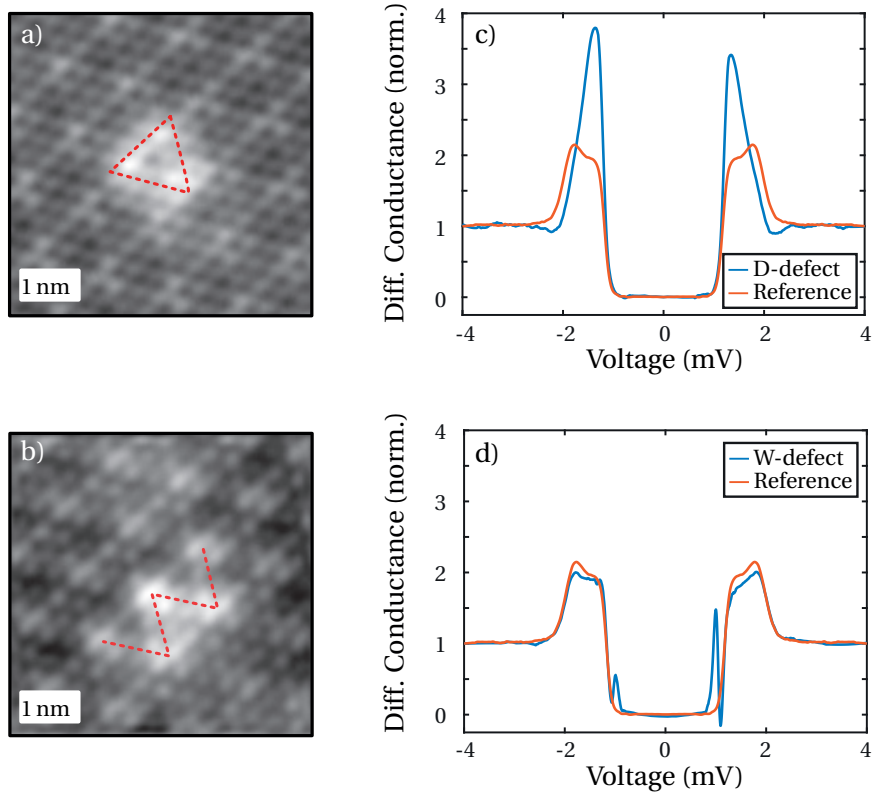 a)
1 nm
c)
Diff. Conductance (norm.)
4
3
2
1
0
D-defect
Reference
-4
-2
0
2
4
Voltage (mV)
b)
1 nm
d)
Diff. Conductance (norm.)
4
3
2
1
0
W-defect
Reference
-4
-2
0
2
4
Voltage (mV)